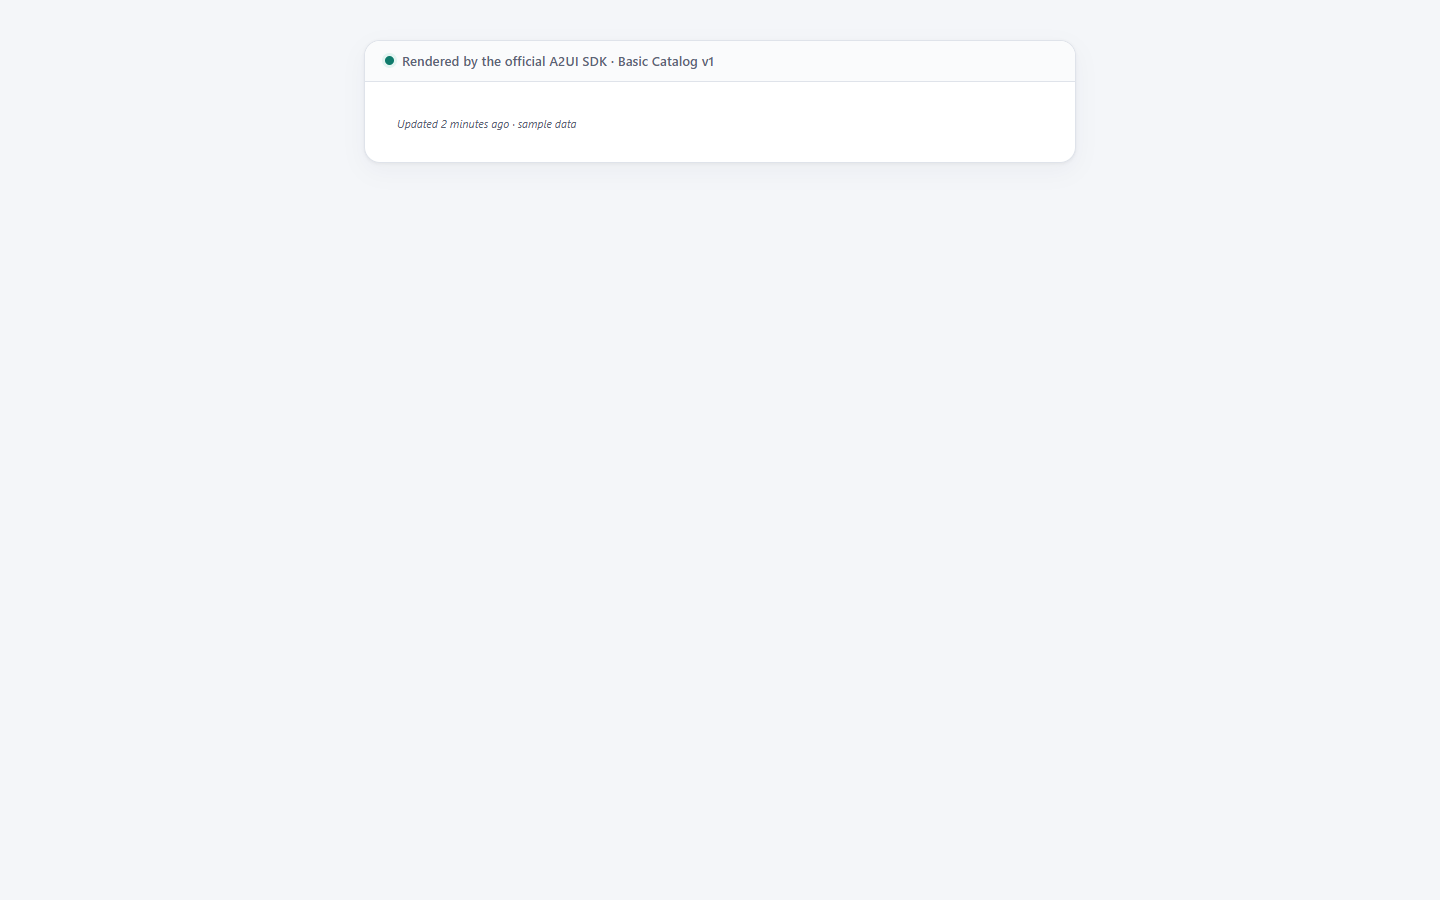 Rendered by the official A2UI SDK · Basic Catalog v1
Updated 2 minutes ago · sample data